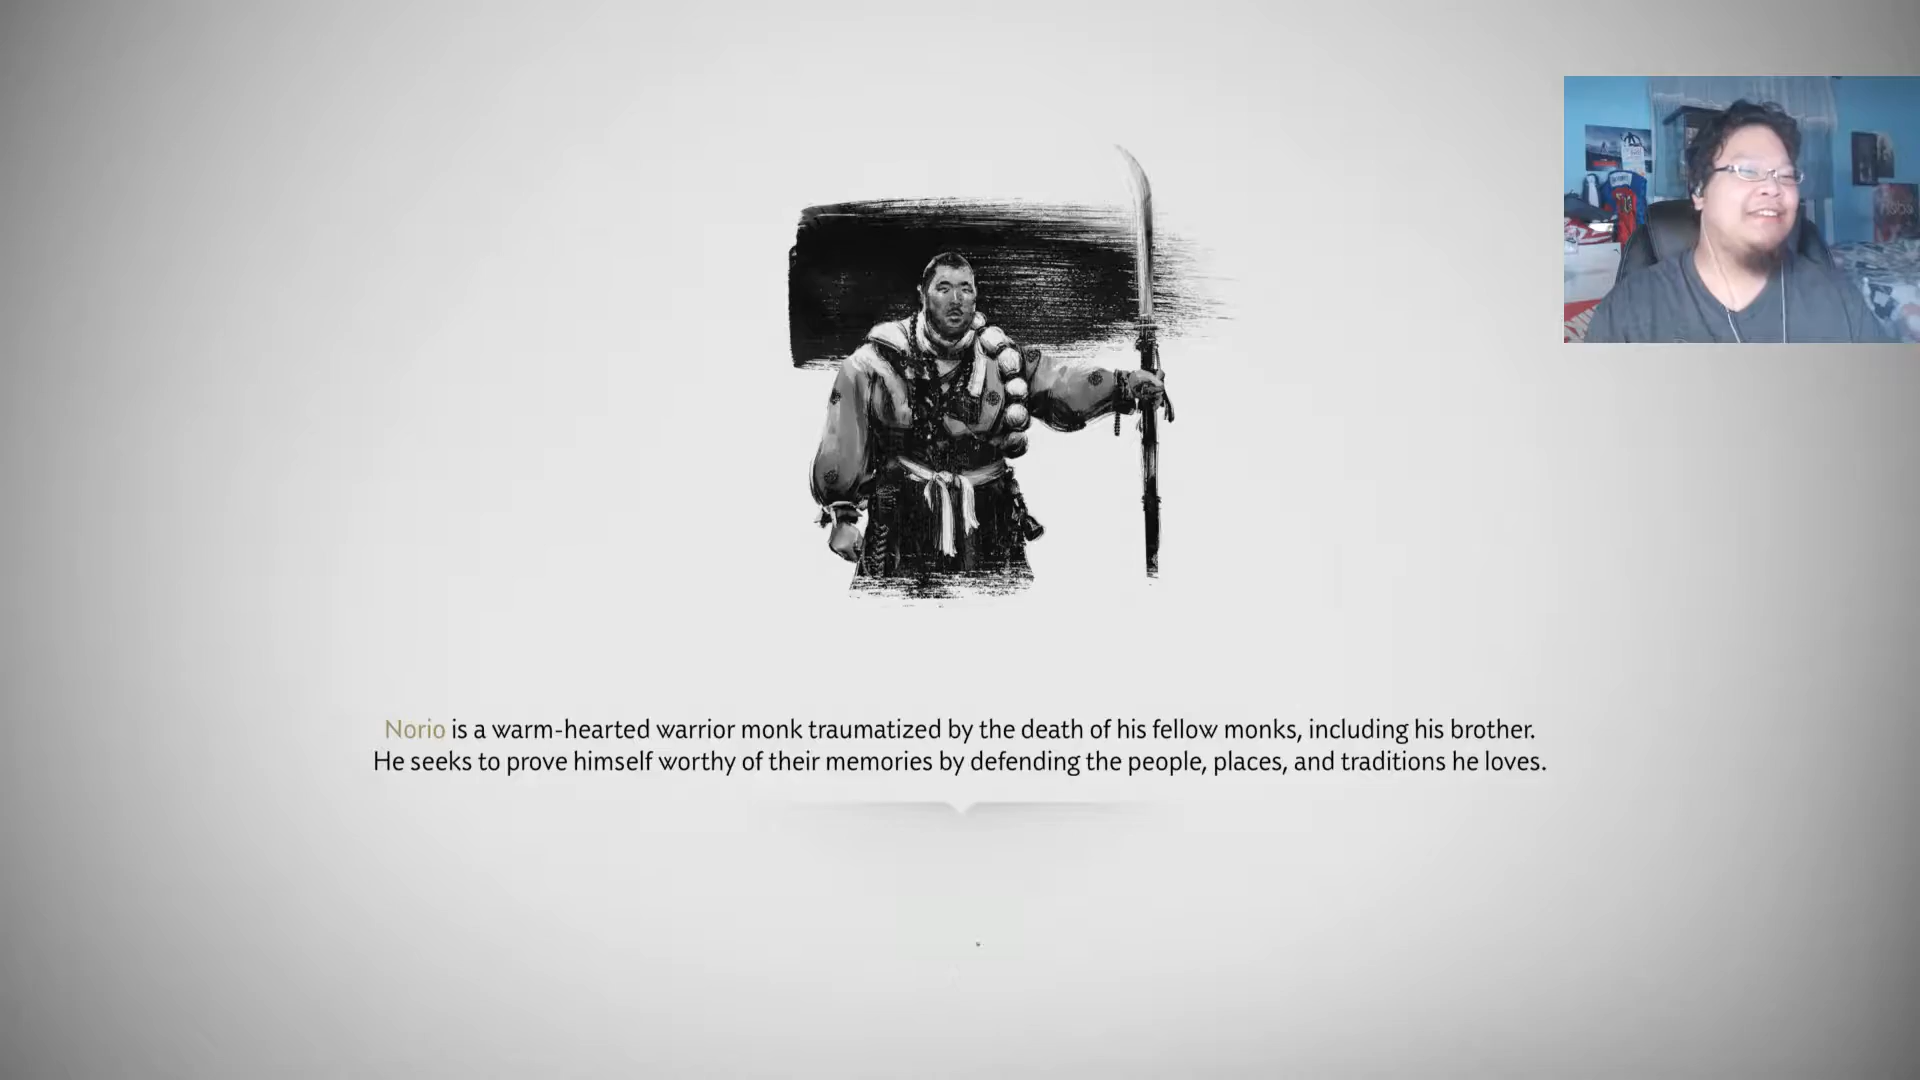 Norio is a warm-hearted warrior monk traumatized by the death of his fellow monks, including his brother.
He seeks to prove himself worthy of their memories by defending the people, places, and traditions he loves.